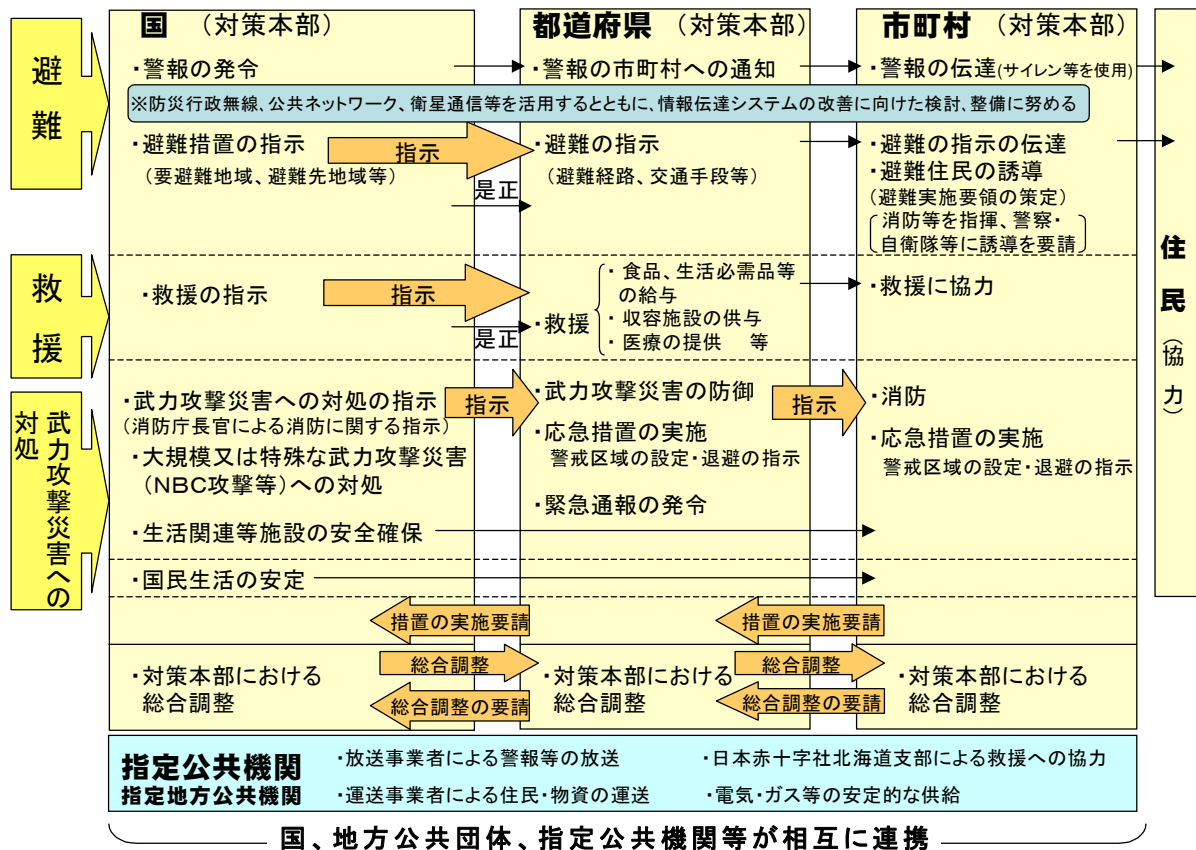 国 (対策本部)
都道府県 (対策本部)
市町村 (対策本部)
避難
・警報の発令
・警報の市町村への通知
・警報の伝達(サイレン等を使用)
※防災行政無線、公共ネットワーク、衛星通信等を活用するとともに、情報伝達システムの改善に向けた検討、整備に努める
・避難措置の指示
(要避難地域、避難先地域等)
指示
是正
・避難の指示
(避難経路、交通手段等)
・避難の指示の伝達
・避難住民の誘導
(避難実施要領の策定)
消防等を指揮、警察・
自衛隊等に誘導を要請
住民(協力)
救援
・救援の指示
指示
是正
・救援
・食品、生活必需品等
の給与
・収容施設の供与
・医療の提供 等
・救援に協力
武力攻撃災害への
対処
・武力攻撃災害への対処の指示
(消防庁長官による消防に関する指示)
指示
・武力攻撃災害の防御
指示
・消防
・大規模又は特殊な武力攻撃災害
(NBC攻撃等)への対処
・応急措置の実施
警戒区域の設定・退避の指示
・応急措置の実施
警戒区域の設定・退避の指示
・緊急通報の発令
・生活関連等施設の安全確保
・国民生活の安定
措置の実施要請
措置の実施要請
・対策本部における
総合調整
総合調整
総合調整の要請
・対策本部における
総合調整
総合調整
総合調整の要請
・対策本部における
総合調整
指定公共機関
指定地方公共機関
・放送事業者による警報等の放送
・日本赤十字社北海道支部による救援への協力
・運送事業者による住民・物資の運送
・電気・ガス等の安定的な供給
国、地方公共団体、指定公共機関等が相互に連携